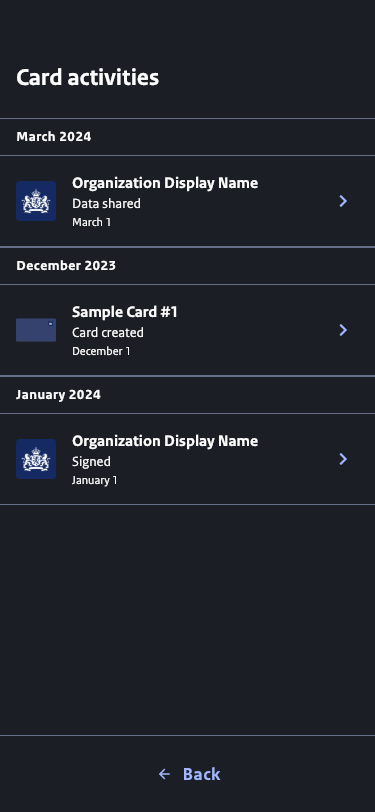 Card activities
March 2024
Organization Display Name
Data shared
March 1
December 2023
Sample Card #1
Card created
December 1
January 2024
Organization Display Name
Signed
January 1
Back